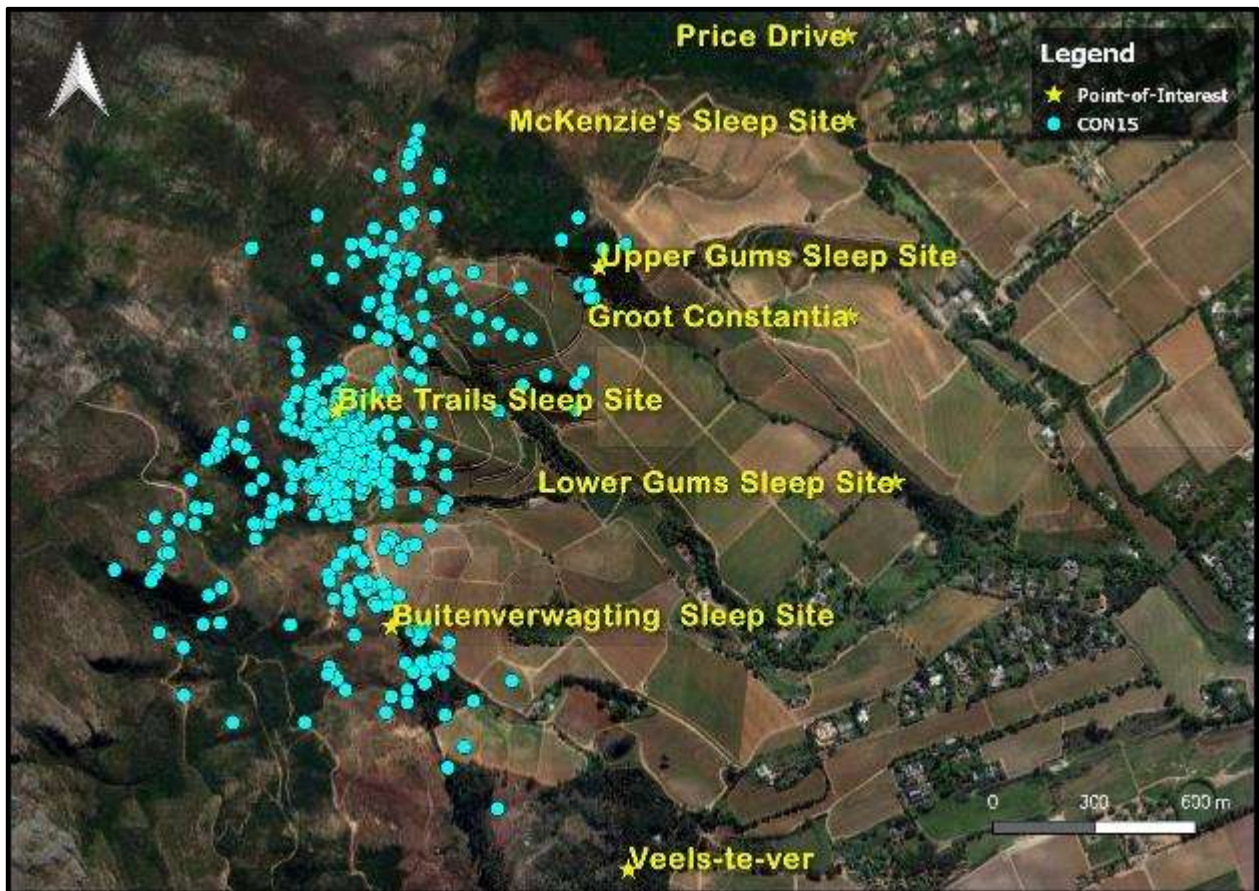 Price Drive
Legend
Point-of-Interest
CON15
McKenzie's Sleep Site
Upper Gums Sleep Site
Groot Constantia
Bike Trails Sleep Site
Lower Gums Sleep Site
Buitenverwagting Sleep Site
0 300 600 m
Veels-te-ver